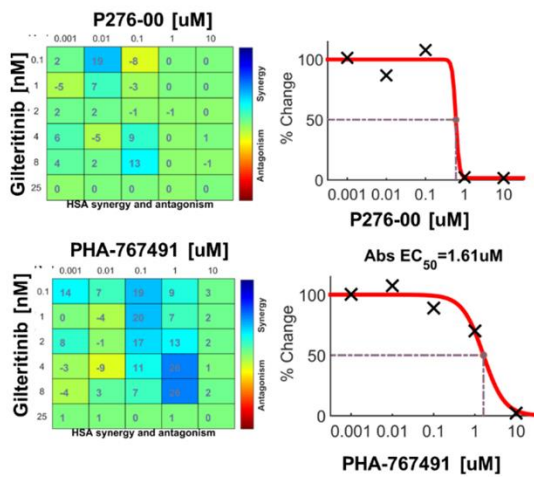 P276-00 [uM]
0.001 0.01 0.1 1 10
Gilteritinib [nM]
0.1 2 19 -8 0 0
1 -5 7 -3 0 0
2 2 2 -1 -1 0
4 6 -5 9 0 1
8 4 2 13 0 -1
25 0 0 0 0 0
HSA synergy and antagonism
Synergy
Antagonism
% Change
100
50
0
0.001 0.01 0.1 1 10
P276-00 [uM]
PHA-767491 [uM]
0.001 0.01 0.1 1 10
Gilteritinib [nM]
0.1 14 7 19 9 3
1 0 -4 20 7 2
2 8 -1 17 13 2
4 -3 -9 11 1
8 -4 3 7 2
25 1 1 0 1 0
HSA synergy and antagonism
Synergy
Antagonism
Abs EC50=1.61uM
% Change
100
50
0
0.001 0.01 0.1 1 10
PHA-767491 [uM]